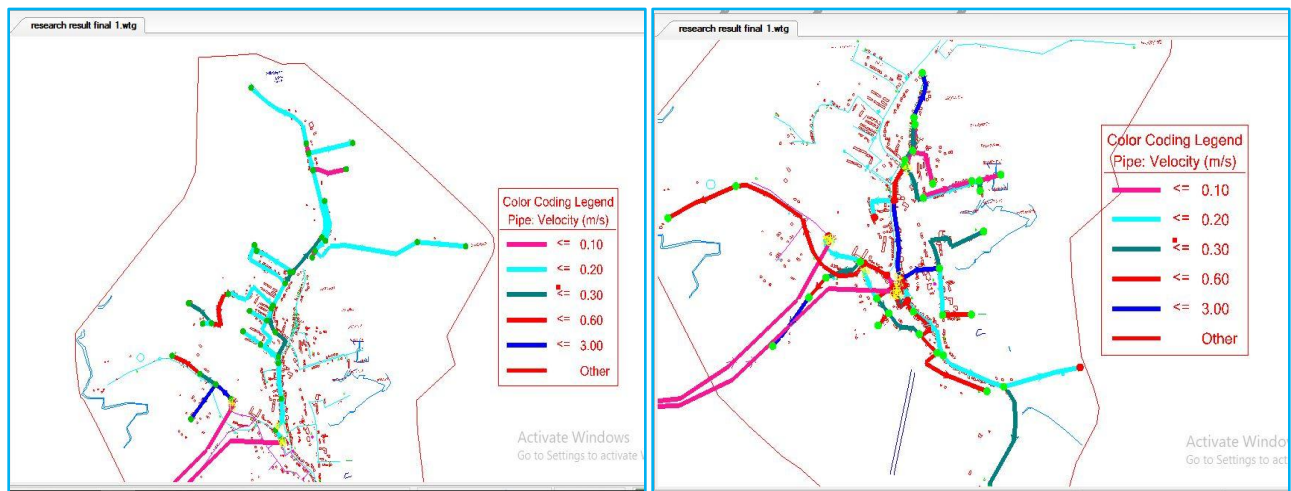 research result final 1.wtg
Color Coding Legend
Pipe: Velocity (m/s)
<= 0.10
<= 0.20
<= 0.30
<= 0.60
<= 3.00
Other
Activate Windows
Go to Settings to activate W
research result final 1.wtg
Color Coding Legend
Pipe: Velocity (m/s)
<= 0.10
<= 0.20
<= 0.30
<= 0.60
<= 3.00
Other
Activate Windo
Go to Settings to act